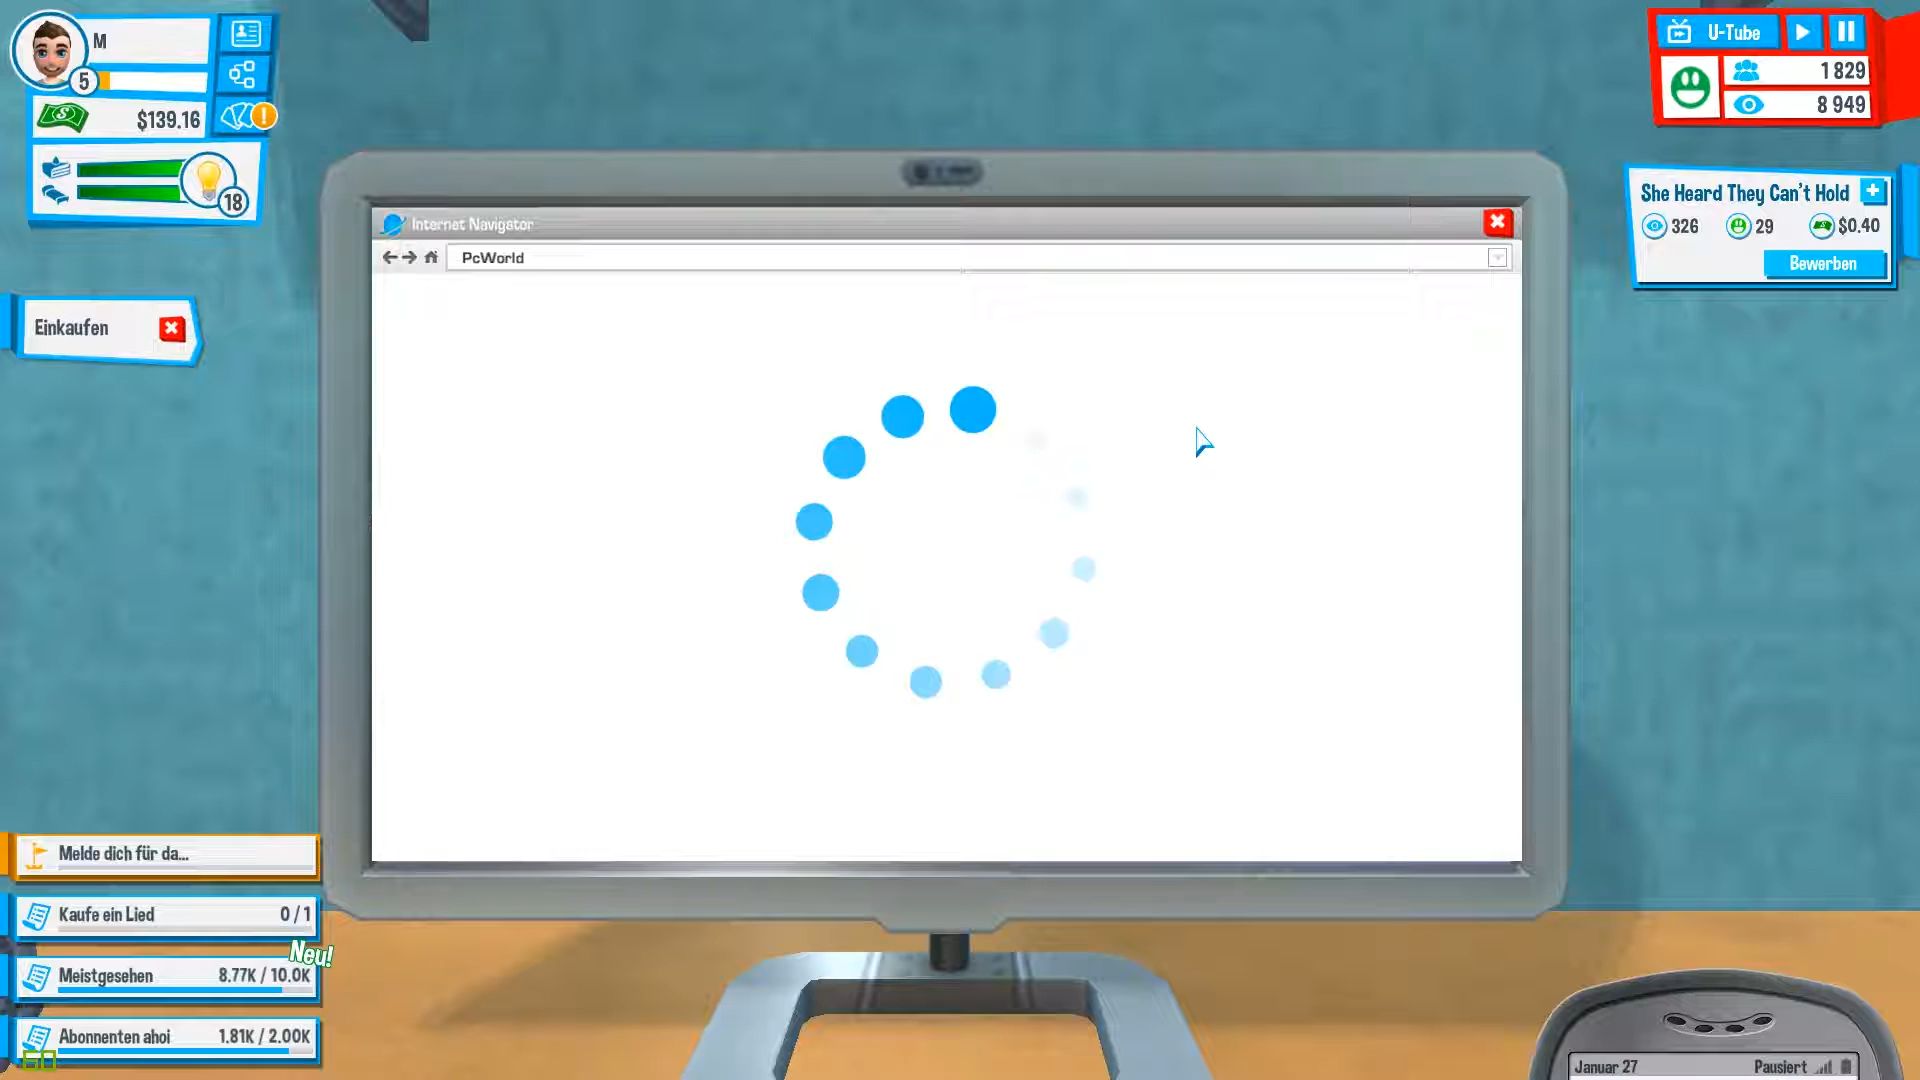 M
5
$139.16
!
18
Einkaufen
Melde dich für da...
Kaufe ein Lied 0 / 1
Neu!
Meistgesehen 8.77K / 10.0K
Abonnenten ahoi 1.81K / 2.00K
60
Internet Navigator
PcWorld
U-Tube
1 829
8 949
She Heard They Can't Hold
326 29 $0.40
Bewerben
Januar 27 Pausiert